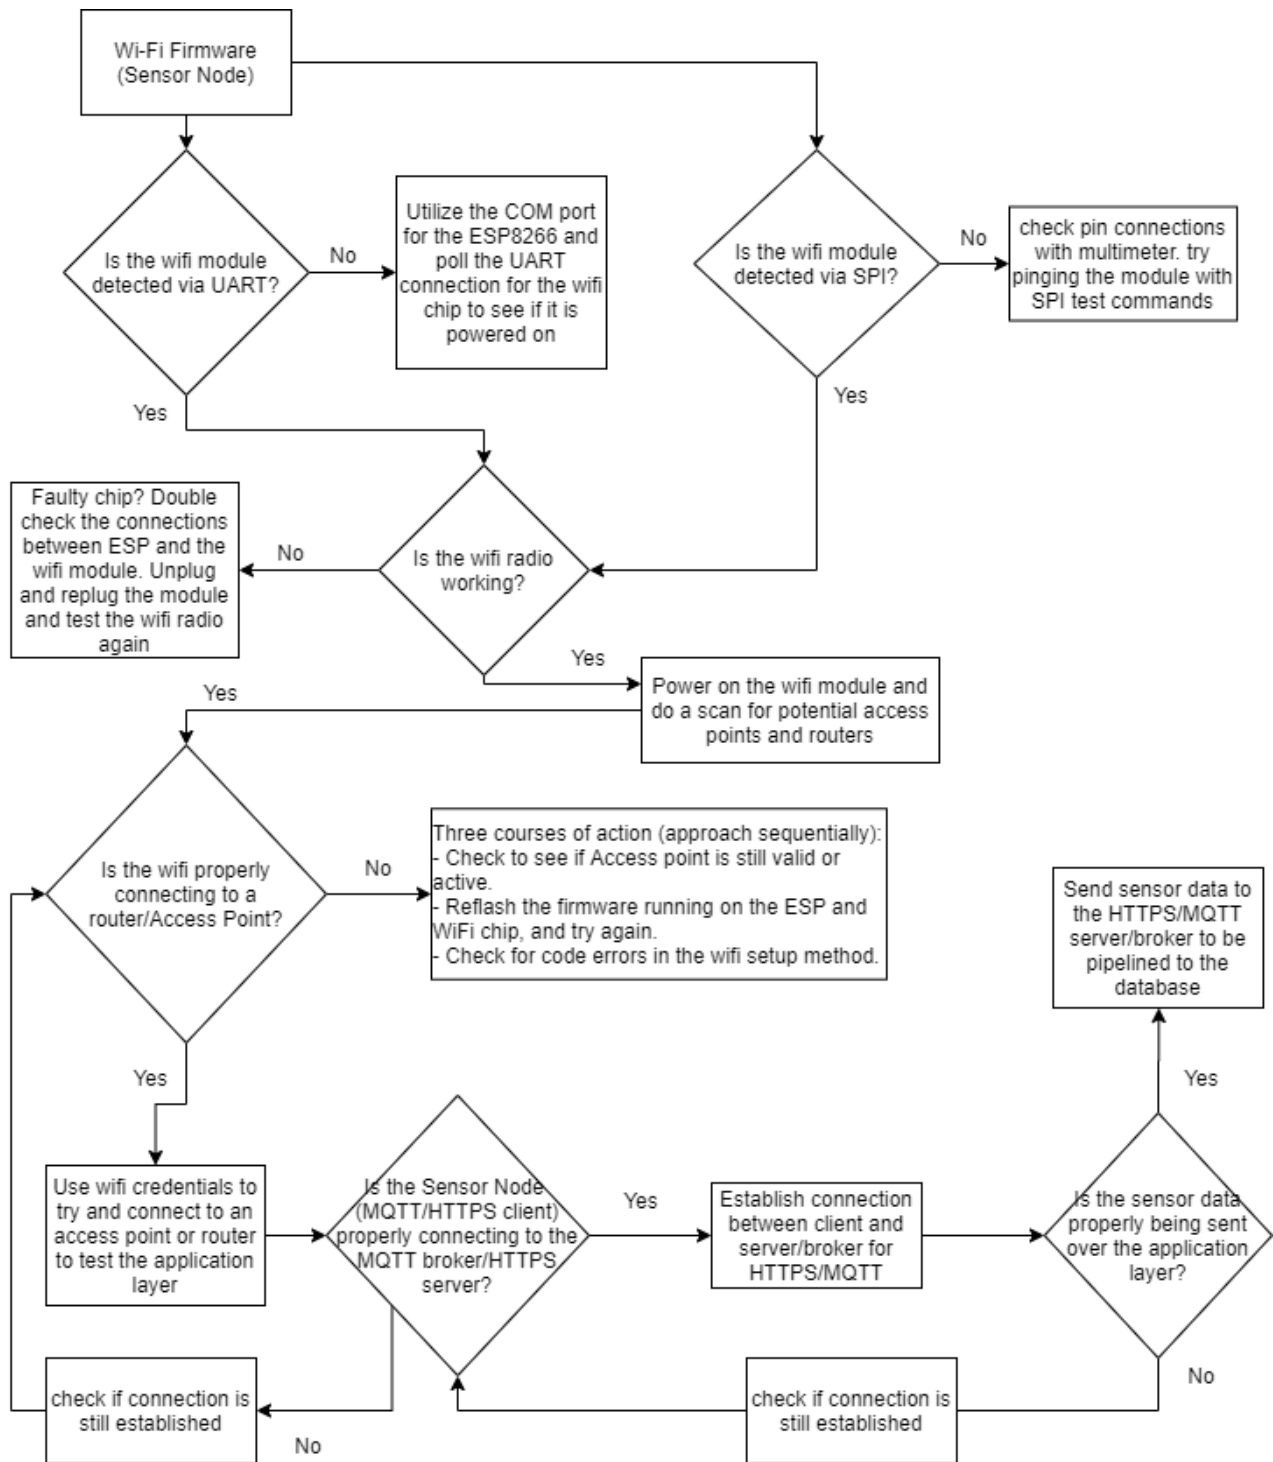 Wi-Fi Firmware
(Sensor Node)
Is the wifi module
detected via UART?
No
Utilize the COM port
for the ESP8266 and
poll the UART
connection for the wifi
chip to see if it is
powered on
Is the wifi module
detected via SPI?
No
check pin connections
with multimeter. try
pinging the module with
SPI test commands
Yes
Yes
Faulty chip? Double
check the connections
between ESP and the
wifi module. Unplug
and replug the module
and test the wifi radio
again
No
Is the wifi radio
working?
Yes
Power on the wifi module and
do a scan for potential access
points and routers
Yes
Is the wifi properly
connecting to a
router/Access Point?
No
Three courses of action (approach sequentially):
- Check to see if Access point is still valid or
active.
- Reflash the firmware running on the ESP and
WiFi chip, and try again.
- Check for code errors in the wifi setup method.
Send sensor data to
the HTTPS/MQTT
server/broker to be
pipelined to the
database
Yes
Yes
Use wifi credentials to
try and connect to an
access point or router
to test the application
layer
Is the Sensor Node
(MQTT/HTTPS client)
properly connecting to the
MQTT broker/HTTPS
server?
Yes
Establish connection
between client and
server/broker for
HTTPS/MQTT
Is the sensor data
properly being sent
over the application
layer?
No
check if connection is
still established
No
check if connection is
still established